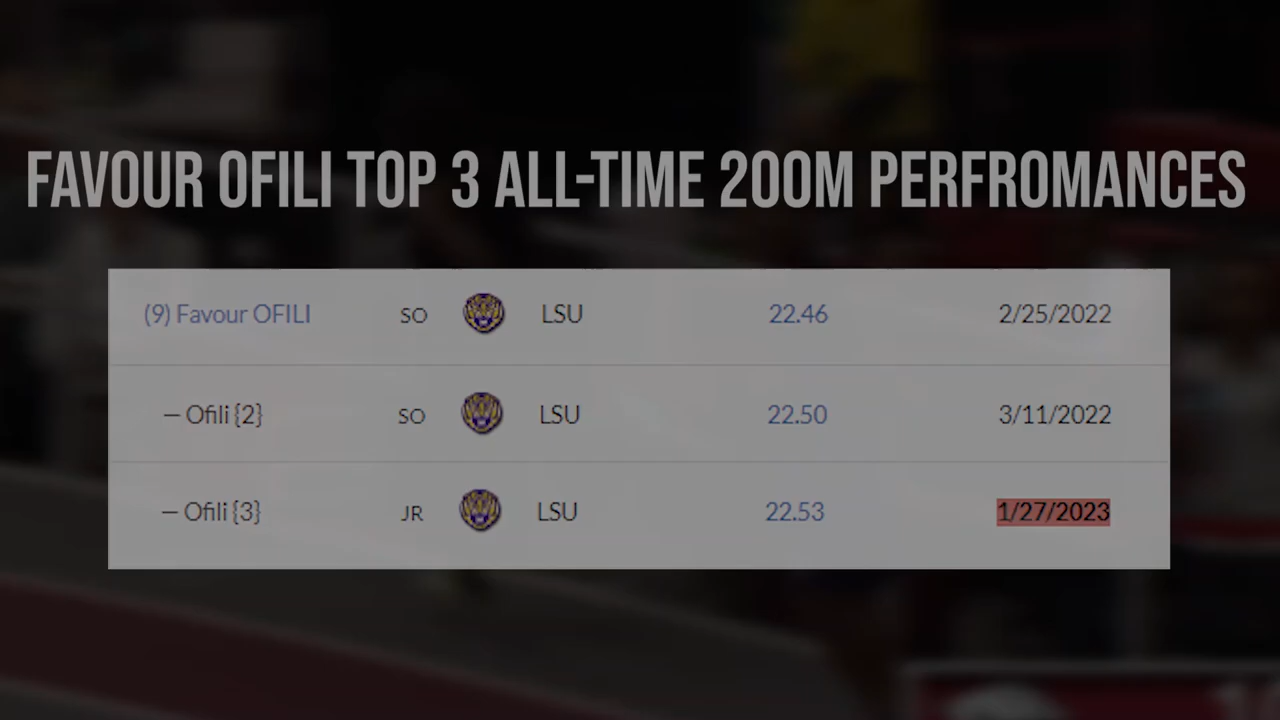 FAVOUR OFILI TOP 3 ALL-TIME 200M PERFROMANCES
(9) Favour OFILI SO LSU 22.46 2/25/2022
— Ofili {2} SO LSU 22.50 3/11/2022
— Ofili {3} JR LSU 22.53 1/27/2023